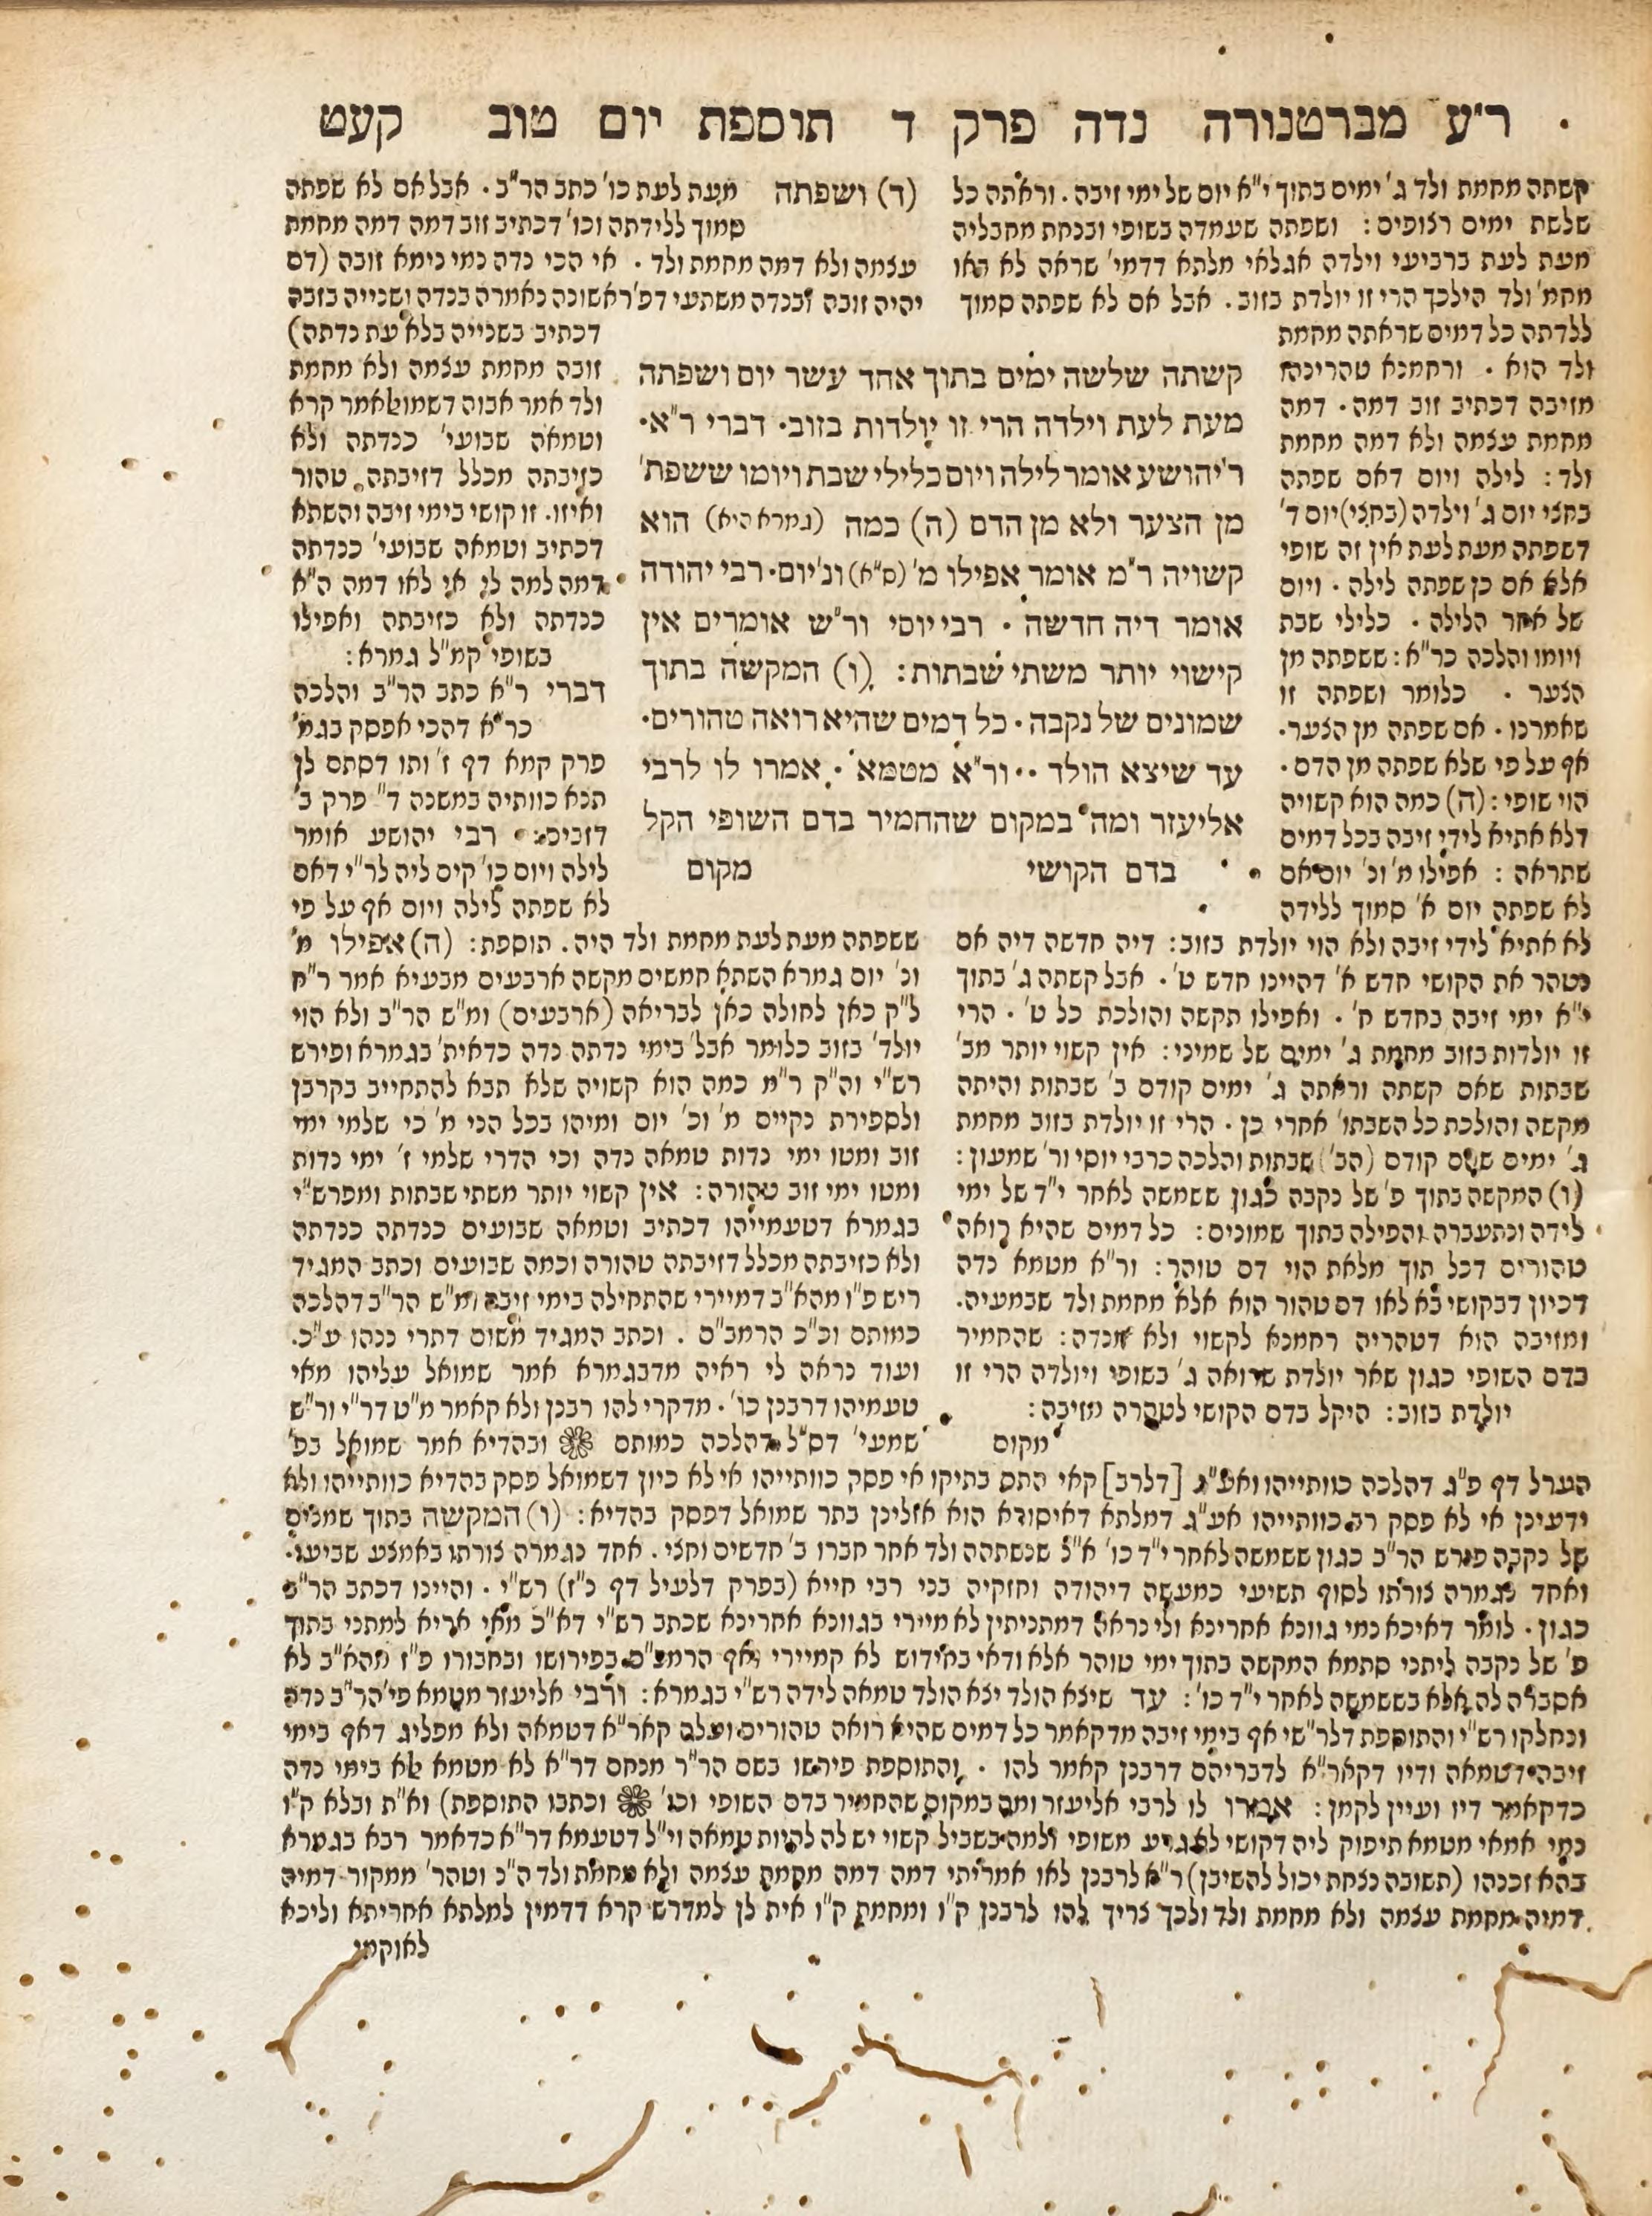 ר״ע מברטנורה נדה פרק ד תוספת יום טוב קעט
קשתה מחמת ולד ג׳ ימים בתוך י״א יום של ימי זיבה. וראתה כל
שלשת ימים רצופים: ושפתה שעמדה בשופי ובנחת מחבליה
מעת לעת ברביעי וילדה אגלאי מלתא דדמי׳ שראה לא האו
מחמ׳ ולד הילכך הרי זו יולדת בזוב. אבל אם לא שפתה סמוך
ללדתה כל דמים שראתה מחמת
ולד הוא. ורחמנא טהרינהו
מזיבה דכתיב זוב דמה. דמה
מחמת עצמה ולא דמה מחמת
ולד: לילה ויום דאם שפתה
בחצי יום ג׳ וילדה (בחצי) יום ד׳
דשפתה מעת לעת אין זה שופי
אלא אם כן שפתה לילה. ויום
של אחר הלילה. כלילי שבת
ויומו והלכה כר״א: ששפתה מן
הצער. כלומר ושפתה זו
שאמרנו. אם שפתה מן הצער.
אף על פי שלא שפתה מן הדם.
הוי שופי: (ה) כמה הוא קשויה
דלא אתיא לידי זיבה בכל דמים
שתראה: אפילו מ׳ וכ׳ יום אם
לא שפתה יום א׳ סמוך ללידה
לא אתיא לידי זיבה ולא הוי יולדת בזוב: דיה חדשה דיה אם
נטהר את הקושי חדש א׳ דהיינו חדש ט׳. אבל קשתה ג׳ בתוך
י״א ימי זיבה בחדש ח׳. ואפילו תקשה והולכת כל ט׳. הרי
זו יולדות בזוב מחמת ג׳ ימים של שמיני: אין קשוי יותר מב׳
שבתות שאם קשתה וראתה ג׳ ימים קודם ב׳ שבתות והיתה
מקשה והולכת כל השבתו׳ אחרי כן. הרי זו יולדת בזוב מחמת
ג׳ ימים קודם (הב׳) שבתות והלכה כרבי יוסי ור׳ שמעון:
(ו) המקשה בתוך פ׳ של נקבה כגון ששמשה לאחר י״ד של ימי
לידה ונתעברה והפילה בתוך שמונים: כל דמים שהיא רואה
טהורים דכל תוך מלאת הוי דם טוהר: ור״א מטמא נדה
דכיון דבקושי בא לאו דם טהור הוא אלא מחמת ולד שבמעיה.
ומזיבה הוא דטהריה רחמנא לקשוי ולא מנדה: שהחמיר
בדם השופי כגון שאר יולדת שרואה ג׳ בשופי ויולדה הרי זו
יולדת בזוב: היקל בדם הקושי לטהרה מזיבה:
מקום
קשתה שלשה ימים בתוך אחד עשר יום ושפתה
מעת לעת וילדה הרי זו יולדות בזוב. דברי ר״א.
ר׳ יהושע אומר לילה ויום כלילי שבת ויומו ששפת׳
מן הצער ולא מן הדם (ה) כמה (גמרא היא) הוא
קשויה ר״מ אומר אפילו מ׳ (ס״א) ונ׳ יום. רבי יהודה
אומר דיה חדשה. רבי יוסי ור״ש אומרים אין
קישוי יותר משתי שבתות: (ו) המקשה בתוך
שמונים של נקבה. כל דמים שהיא רואה טהורים.
עד שיצא הולד. ור״א מטמא. אמרו לו לרבי
אליעזר ומה במקום שהחמיר בדם השופי הקל
בדם הקושי מקום
(ד) ושפתה מעת לעת כו׳ כתב הר״ב. אבל אם לא שפתה
סמוך ללידתה וכו׳ דכתיב זוב דמה דמה מחמת
עצמה ולא דמה מחמת ולד. אי הכי נדה נמי נימא זובה (דם
יהיה זובה ובנדה משתעי דפ׳ ראשונה נאמרה בנדה ושנייה בזבה
דכתיב בשנייה בלא עת נדתה)
זובה מחמת עצמה ולא מחמת
ולד אמר אבוה דשמואל אמר קרא
וטמאה שבועי׳ כנדתה ולא
כזיבתה מכלל דזיבתה טהור
ואיזו. זו קושי בימי זיבה והשתא
דכתיב וטמאה שבועי׳ כנדתה
דמה למה לי אי לאו דמה ה״א
כנדתה ולא כזיבתה ואפילו
בשופי קמ״ל גמרא:
דברי ר״א כתב הר״ב והלכה
כר״א דהכי אפסק בגמ׳
פרק קמא דף ז׳ ותו דסתם לן
תנא כוותיה במשנה ד׳ פרק ב׳
דזבים: רבי יהושע אומר
לילה ויום כו׳ קים ליה לר״י דאם
לא שפתה לילה ויום אף על פי
ששפתה מעת לעת מחמת ולד היה. תוספת: (ה) אפילו מ׳
וכ׳ יום גמרא השתא חמשים מקשה ארבעים מבעיא אמר ר״ח
ל״ק כאן לחולה כאן לבריאה (ארבעים) ומ״ש הר״ב ולא הוי
יולד׳ בזוב כלומר אבל בימי נדתה נדה כדאית׳ בגמרא ופירש
רש״י וה״ק ר״מ כמה הוא קשויה שלא תבא להתחייב בקרבן
ולספירת נקיים מ׳ וכ׳ יום ומיהו בכל הני מ׳ כי שלמי ימי
זוב ומטו ימי נדות טמאה נדה וכי הדרי שלמי ז׳ ימי נדות
ומטו ימי זוב טהורה: אין קשוי יותר משתי שבתות ומפרש״י
בגמרא דטעמייהו דכתיב וטמאה שבועים כנדתה כנדתה
ולא כזיבתה מכלל דזיבתה טהורה וכמה שבועים וכתב המגיד
ריש פ״ו מהא״ב דמיירי שהתחילה בימי זיבה ומ״ש הר״ב דהלכה
כמותם וכ״כ הרמב״ם. וכתב המגיד משום דתרי נינהו ע״כ.
ועוד נראה לי ראיה מדבגמרא אמר שמואל עליהו מאי
טעמיהו דרבנן כו׳. מדקרי להו רבנן ולא קאמר מ״ט דר״י ור״ש
שמעי׳ דס״ל דהלכה כמותם ובהדיא אמר שמואל בפ׳
הערל דף פ״ג דהלכה כוותייהו ואע״ג [דלרב] קאי התם בתיקו אי פסק כוותייהו אי לא כיון דשמואל פסק בהדיא כוותייהו ולא
ידעינן אי לא פסק רב כוותייהו אע״ג דמלתא דאיסורא הוא אזלינן בתר שמואל דפסק בהדיא: (ו) המקשה בתוך שמנים
של נקבה פירש הר״ב כגון ששמשה לאחר י״ד כו׳ א״נ שנשתהה ולד אחר חברו ב׳ חדשים וחצי. אחד נגמרה צורתו באמצע שביעי.
ואחד נגמרה צורתו לסוף תשיעי כמעשה דיהודה וחזקיה בני רבי חייא (בפרק דלעיל דף כ״ז) רש״י. והיינו דכתב הר״ב
כגון. לומר דאיכא נמי גוונא אחרינא ולי נראה דמתניתין לא מיירי בגוונא אחרינא שכתב רש״י דא״כ מאי אריא למתני בתוך
פ׳ של נקבה ליתני סתמא המקשה בתוך ימי טוהר אלא ודאי בחידוש לא קמיירי ואף הרמב״ם בפירושו ובחבורו פ״ז מהא״ב לא
אסברה לה אלא בששמשה לאחר י״ד כו׳: עד שיצא הולד יצא הולד טמאה לידה רש״י בגמרא: ורבי אליעזר מטמא פי׳ הר״ב נדה
ונחלקו רש״י והתוספת דלר״שי אף בימי זיבה מדקאמר כל דמים שהיא רואה טהורים ועלה קאר״א דטמאה ולא מפליג דאף בימי
זיבה דטמאה ודיו דקאר״א לדבריהם דרבנן קאמר להו. והתוספת פירשו בשם הר״ר מנחם דר״א לא מטמא אלא בימי נדה
כדקאמר דיו ועיין לקמן: אמרו לו לרבי אליעזר ומה במקום שהחמיר בדם השופי וכו׳ וכתבו התוספת) וא״ת ובלא ק״ו
נמי אמאי מטמא תיפוק ליה דקושי לא גרע משופי ולמה בשביל קשוי יש לה להיות טמאה וי״ל דטעמא דר״א כדאמר רבא בגמרא
בהא זכנהו (תשובה נצחת יכול להשיבן) ר״א לרבנן לאו אמריתי דמה דמה מחמת עצמה ולא מחמת ולד ה״נ וטהר׳ ממקור דמיה
דמיה מחמת עצמה ולא מחמת ולד ולכך צריך להו לרבנן ק״ו ומחמת ק״ו אית לן למדרש קרא דדמין למלתא אחריתא וליכא
לאוקמי